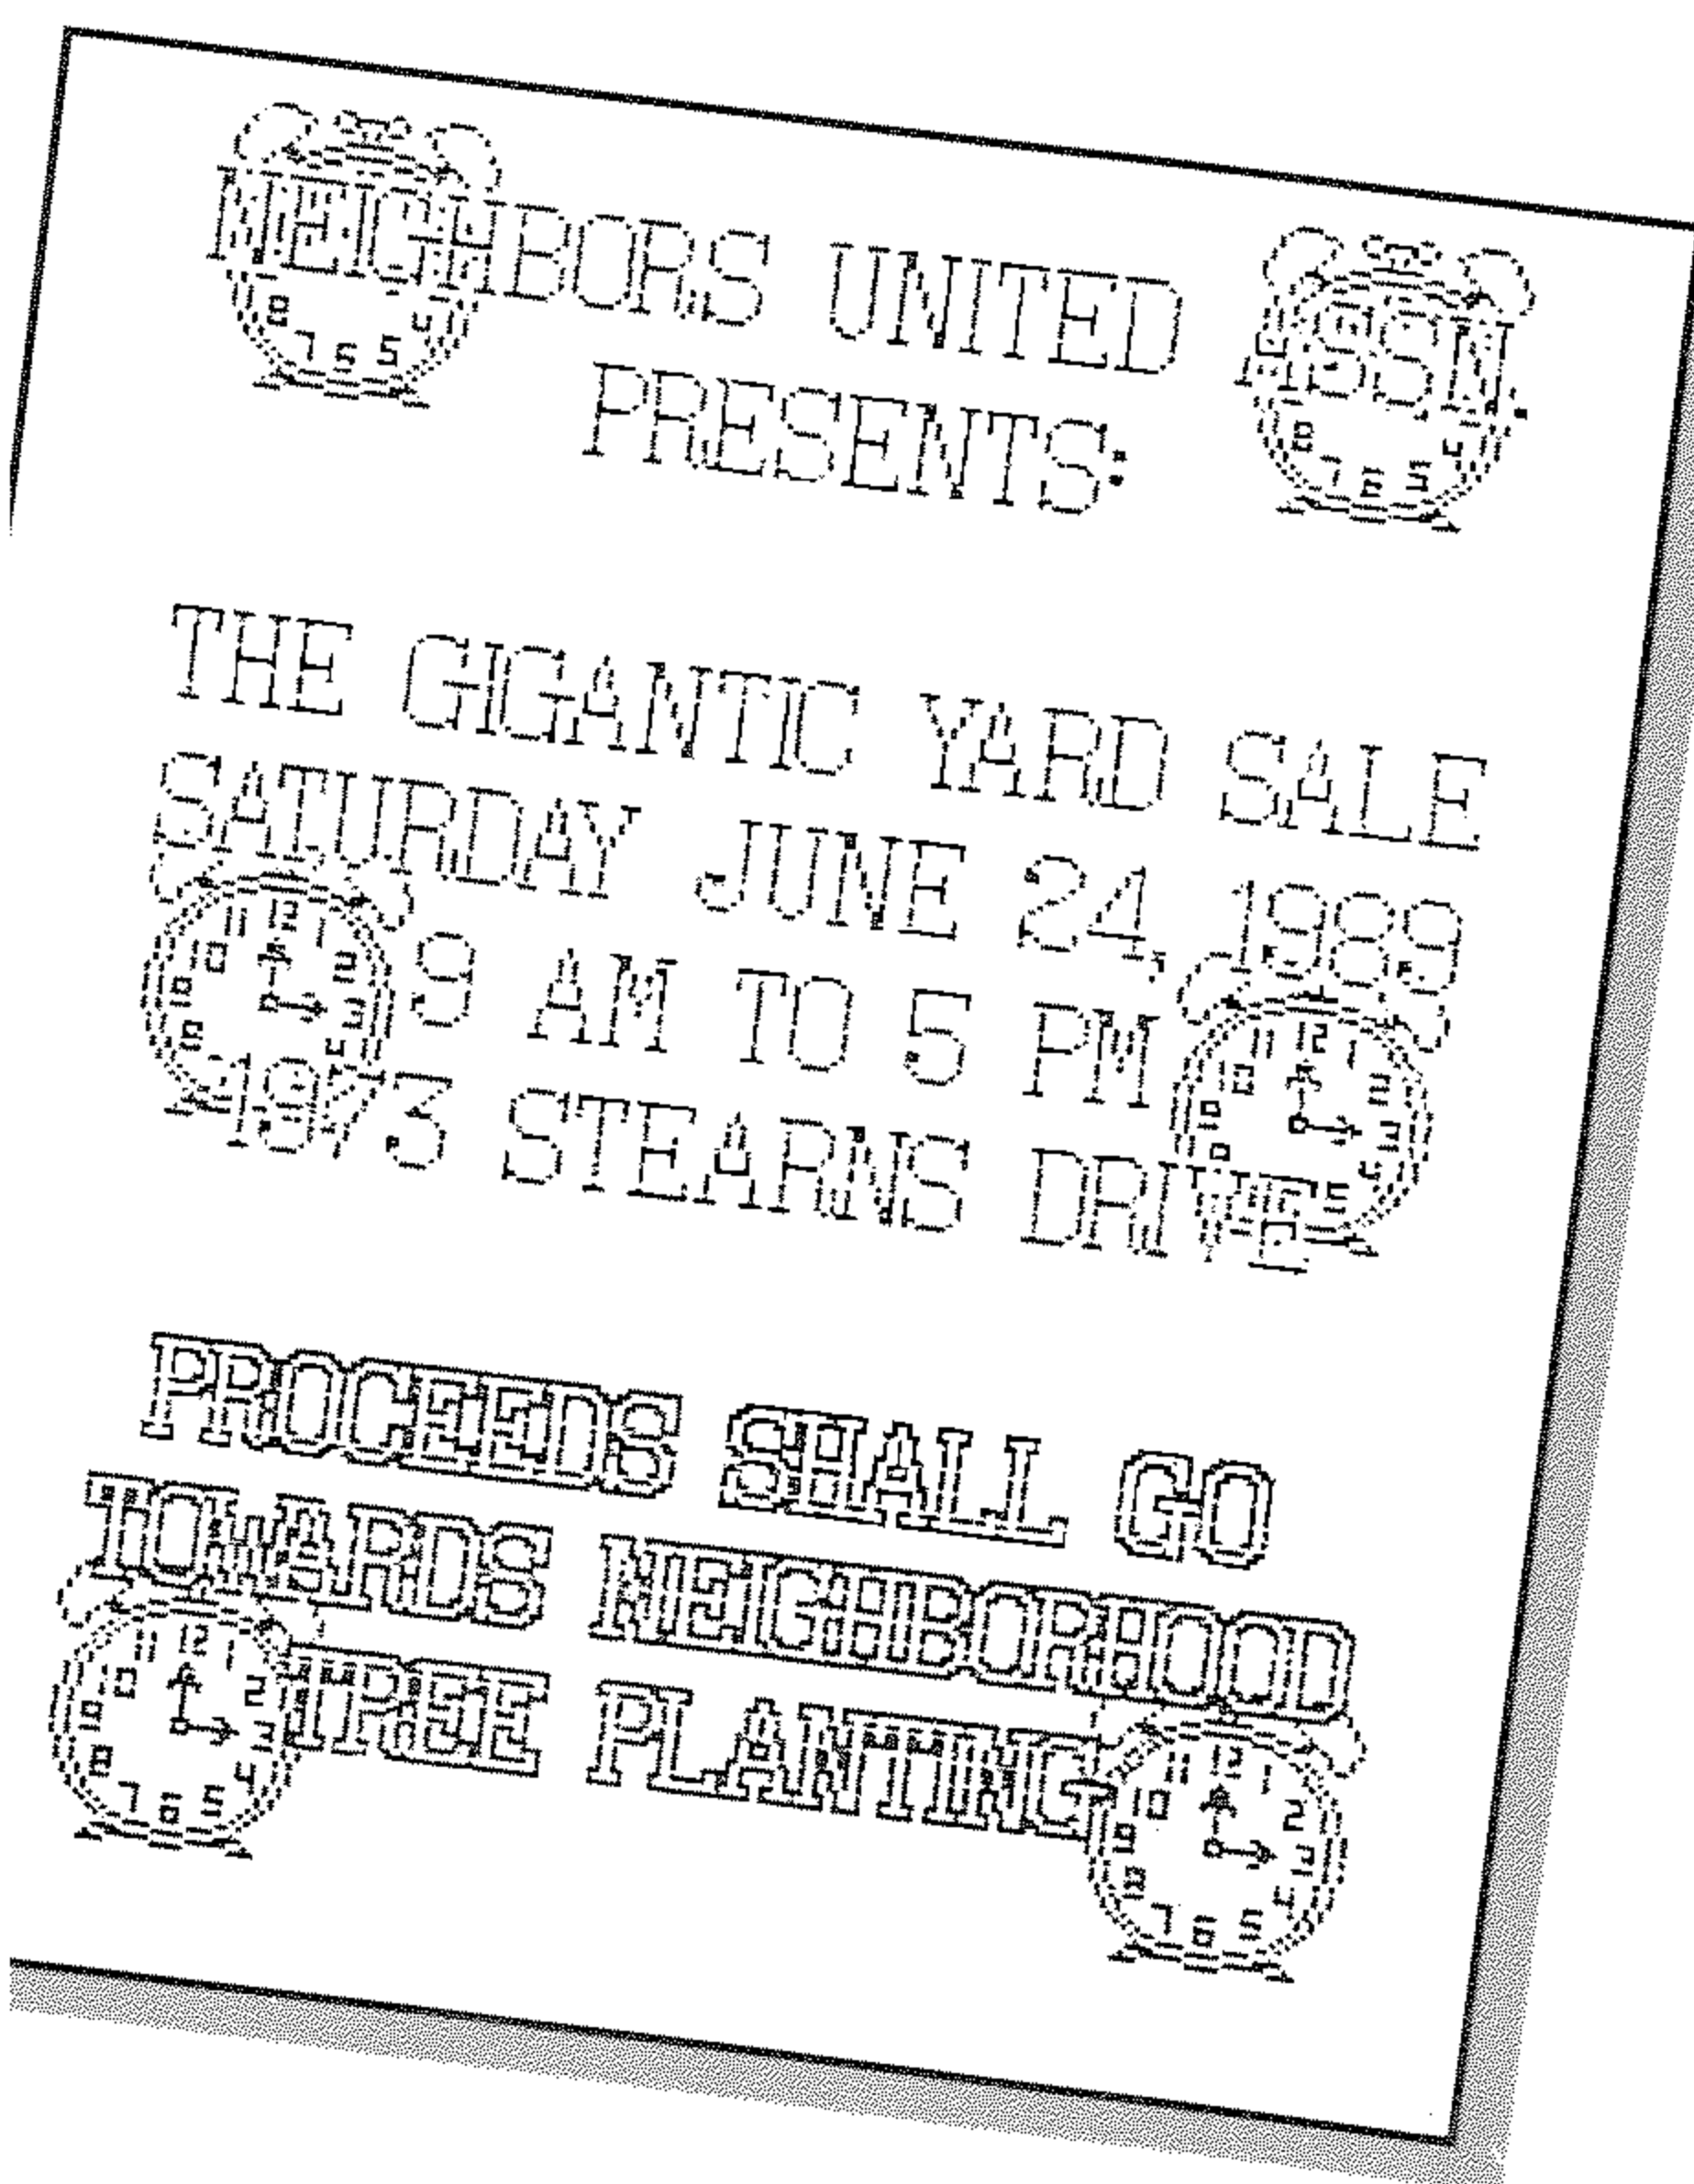 NEIGHBORS UNITED ASSN.
PRESENTS:
THE GIGANTIC YARD SALE
SATURDAY JUNE 24, 1989
9 AM TO 5 PM
1973 STEARNS DRIVE
PROCEEDS SHALL GO
TOWARDS NEIGHBORHOOD
TREE PLANTING